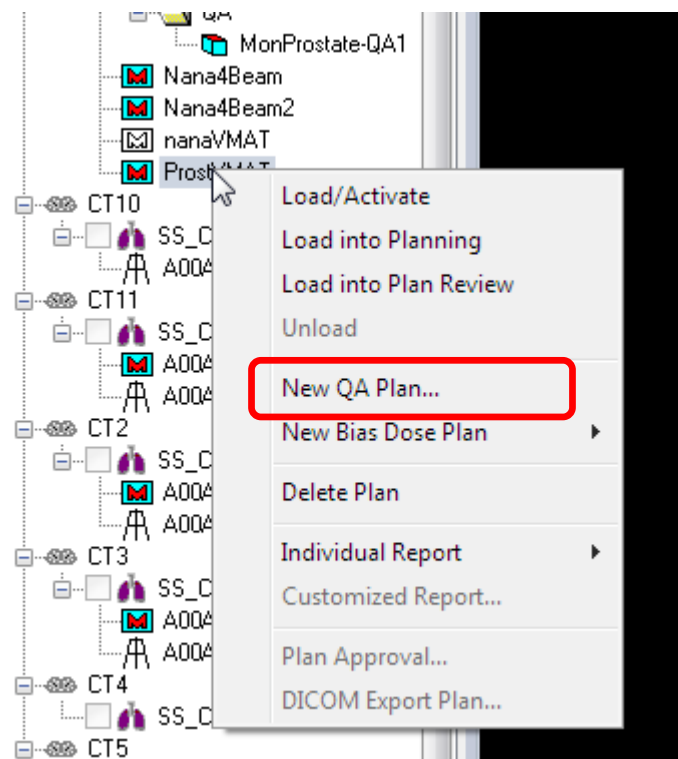 QA
MonProstate-QA1
Nana4Beam
Nana4Beam2
nanaVMAT
ProstVMAT
CT10
SS_C
A00A
CT11
SS_C
A00A
A00A
CT2
SS_C
A00A
A00A
CT3
SS_C
A00A
A00A
CT4
SS_C
CT5
Load/Activate
Load into Planning
Load into Plan Review
Unload
New QA Plan...
New Bias Dose Plan
Delete Plan
Individual Report
Customized Report...
Plan Approval...
DICOM Export Plan...